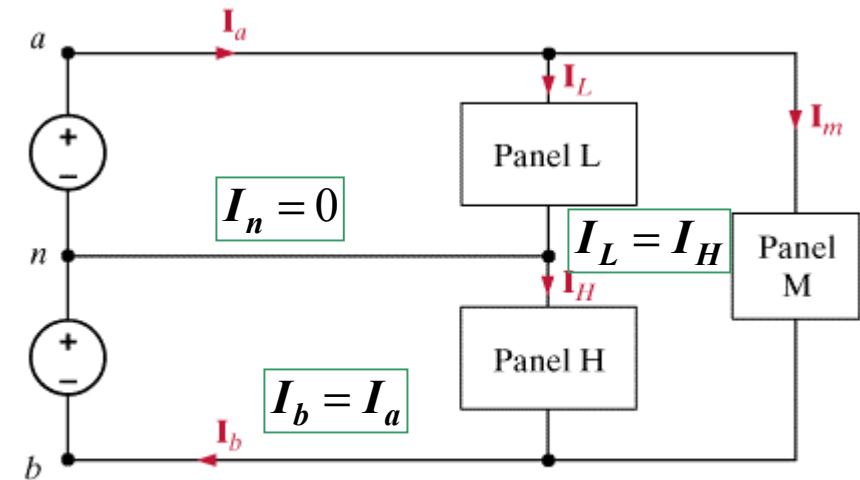 a
I_a
I_L
I_m
+
−
Panel L
I_n = 0
n
I_L = I_H
Panel
M
I_H
+
−
Panel H
I_b = I_a
I_b
b